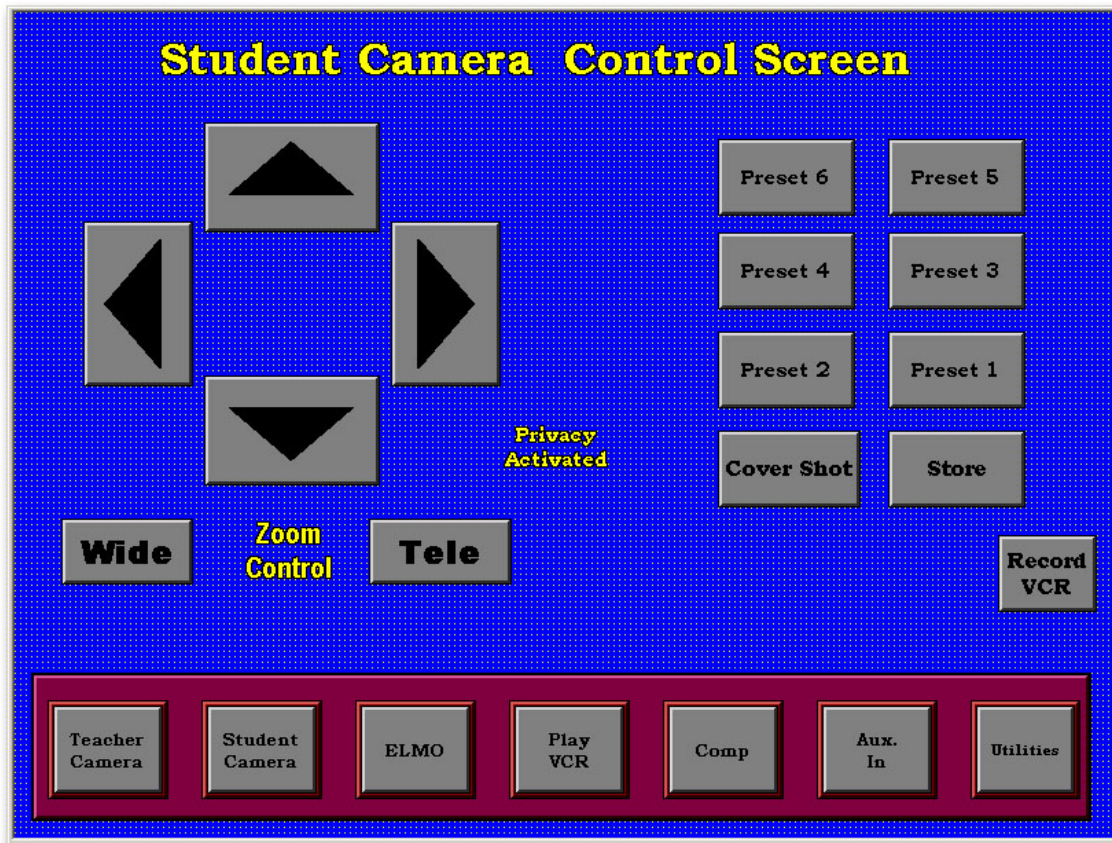 Student Camera Control Screen
Preset 6
Preset 5
Preset 4
Preset 3
Preset 2
Preset 1
Privacy
Activated
Cover Shot
Store
Wide
Zoom
Control
Tele
Record
VCR
Teacher
Camera
Student
Camera
ELMO
Play
VCR
Comp
Aux.
In
Utilities